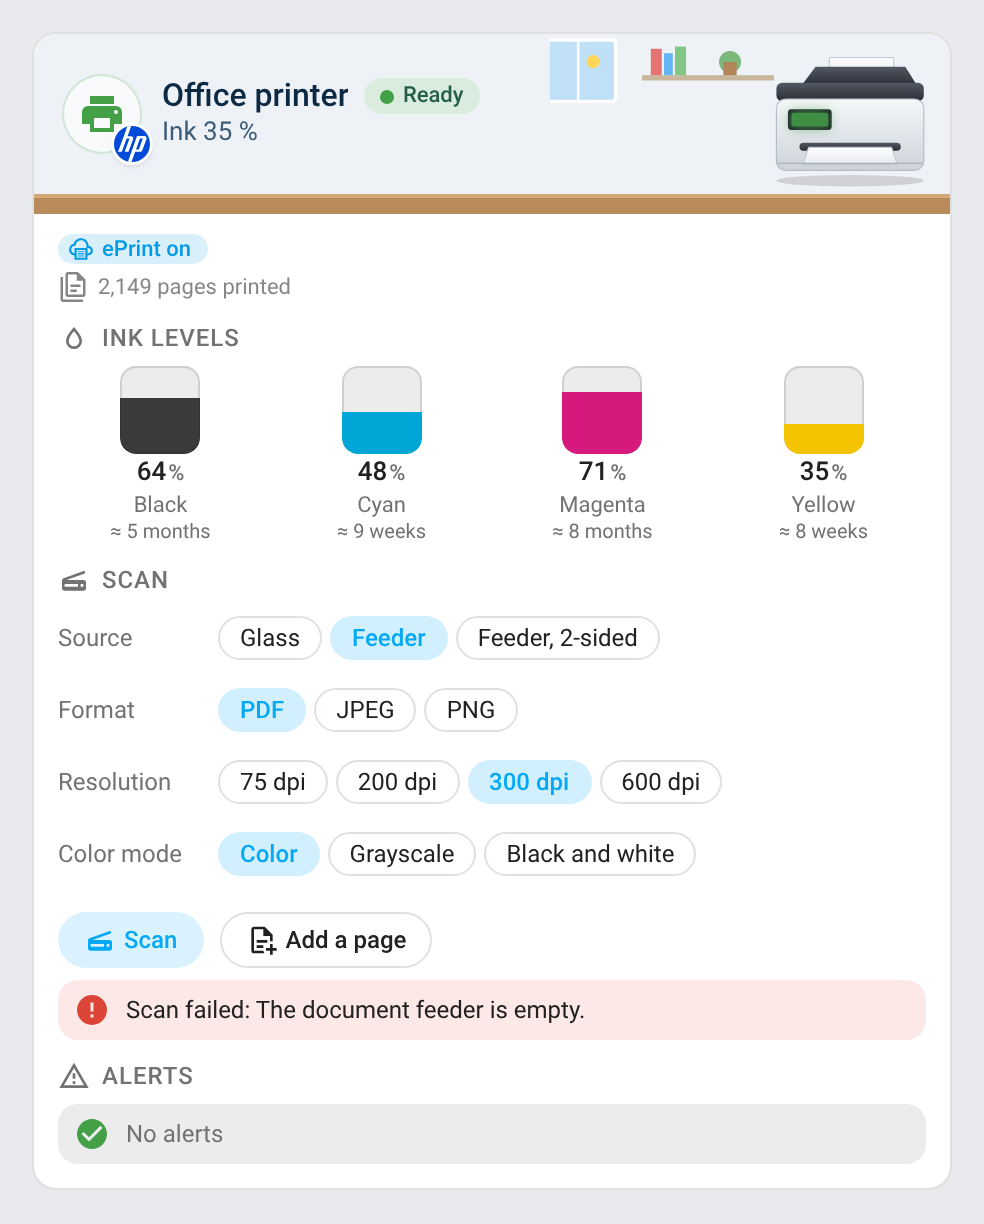 Office printer
Ready
Ink 35 %
hp
ePrint on
2,149 pages printed
INK LEVELS
64% 48% 71% 35%
Black Cyan Magenta Yellow
≈ 5 months ≈ 9 weeks ≈ 8 months ≈ 8 weeks
SCAN
Source Glass Feeder Feeder, 2-sided
Format PDF JPEG PNG
Resolution 75 dpi 200 dpi 300 dpi 600 dpi
Color mode Color Grayscale Black and white
Scan Add a page
Scan failed: The document feeder is empty.
ALERTS
No alerts